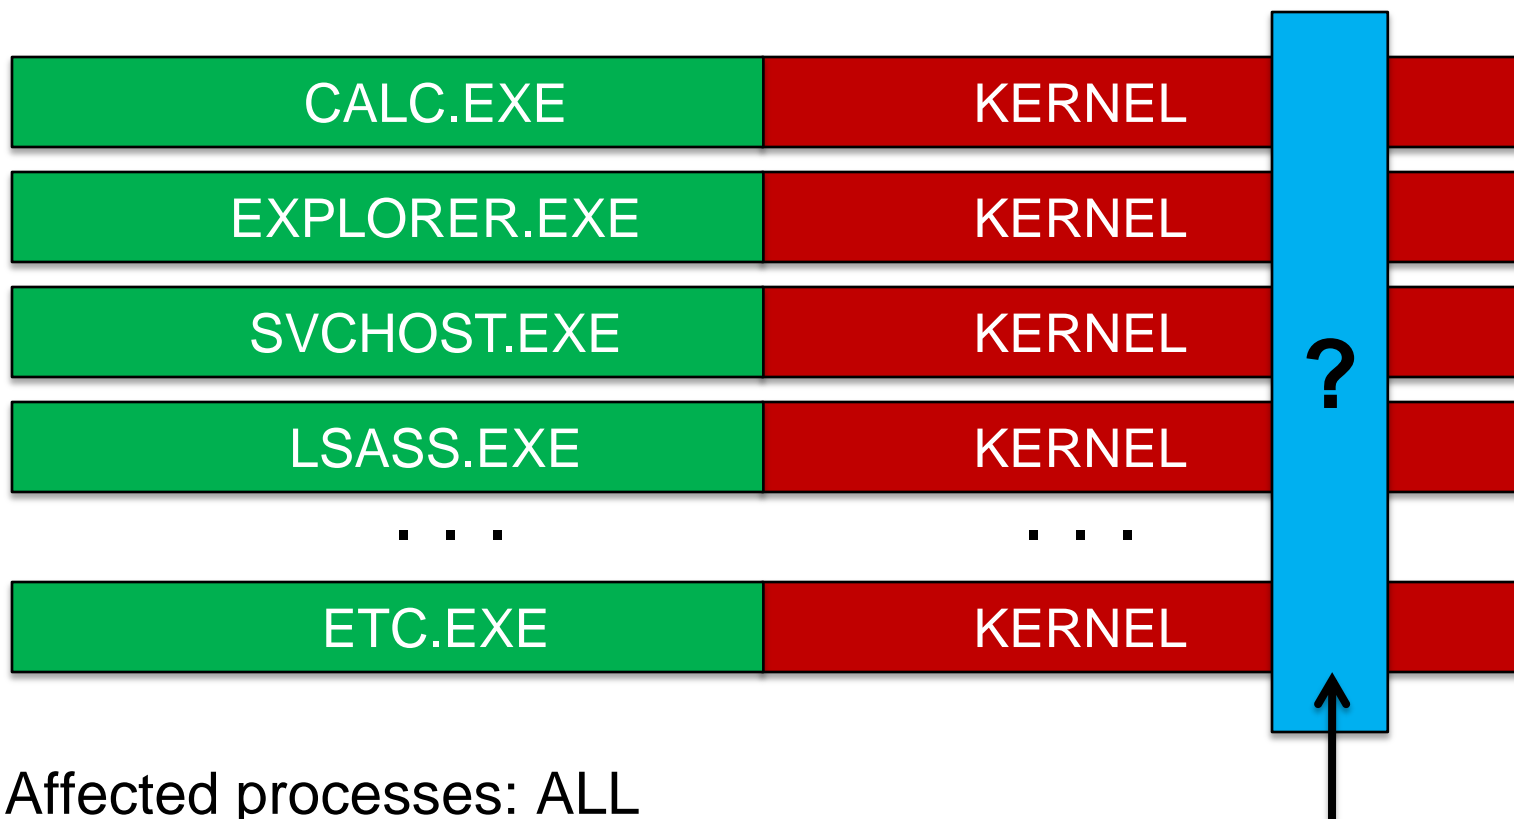 CALC.EXE KERNEL
EXPLORER.EXE KERNEL
SVCHOST.EXE KERNEL
?
LSASS.EXE KERNEL
. . . . . .
ETC.EXE KERNEL
Affected processes: ALL